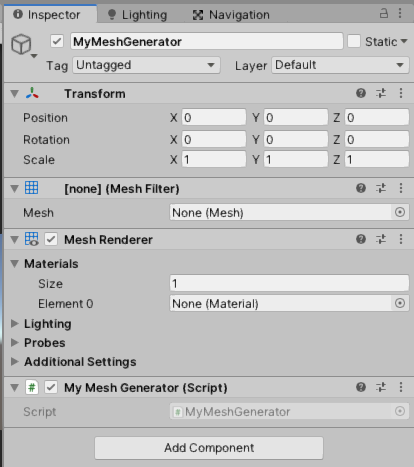 Inspector Lighting Navigation
MyMeshGenerator Static
Tag Untagged Layer Default
Transform
Position X 0 Y 0 Z 0
Rotation X 0 Y 0 Z 0
Scale X 1 Y 1 Z 1
[none] (Mesh Filter)
Mesh None (Mesh)
Mesh Renderer
Materials
Size 1
Element 0 None (Material)
Lighting
Probes
Additional Settings
# My Mesh Generator (Script)
Script # MyMeshGenerator
Add Component